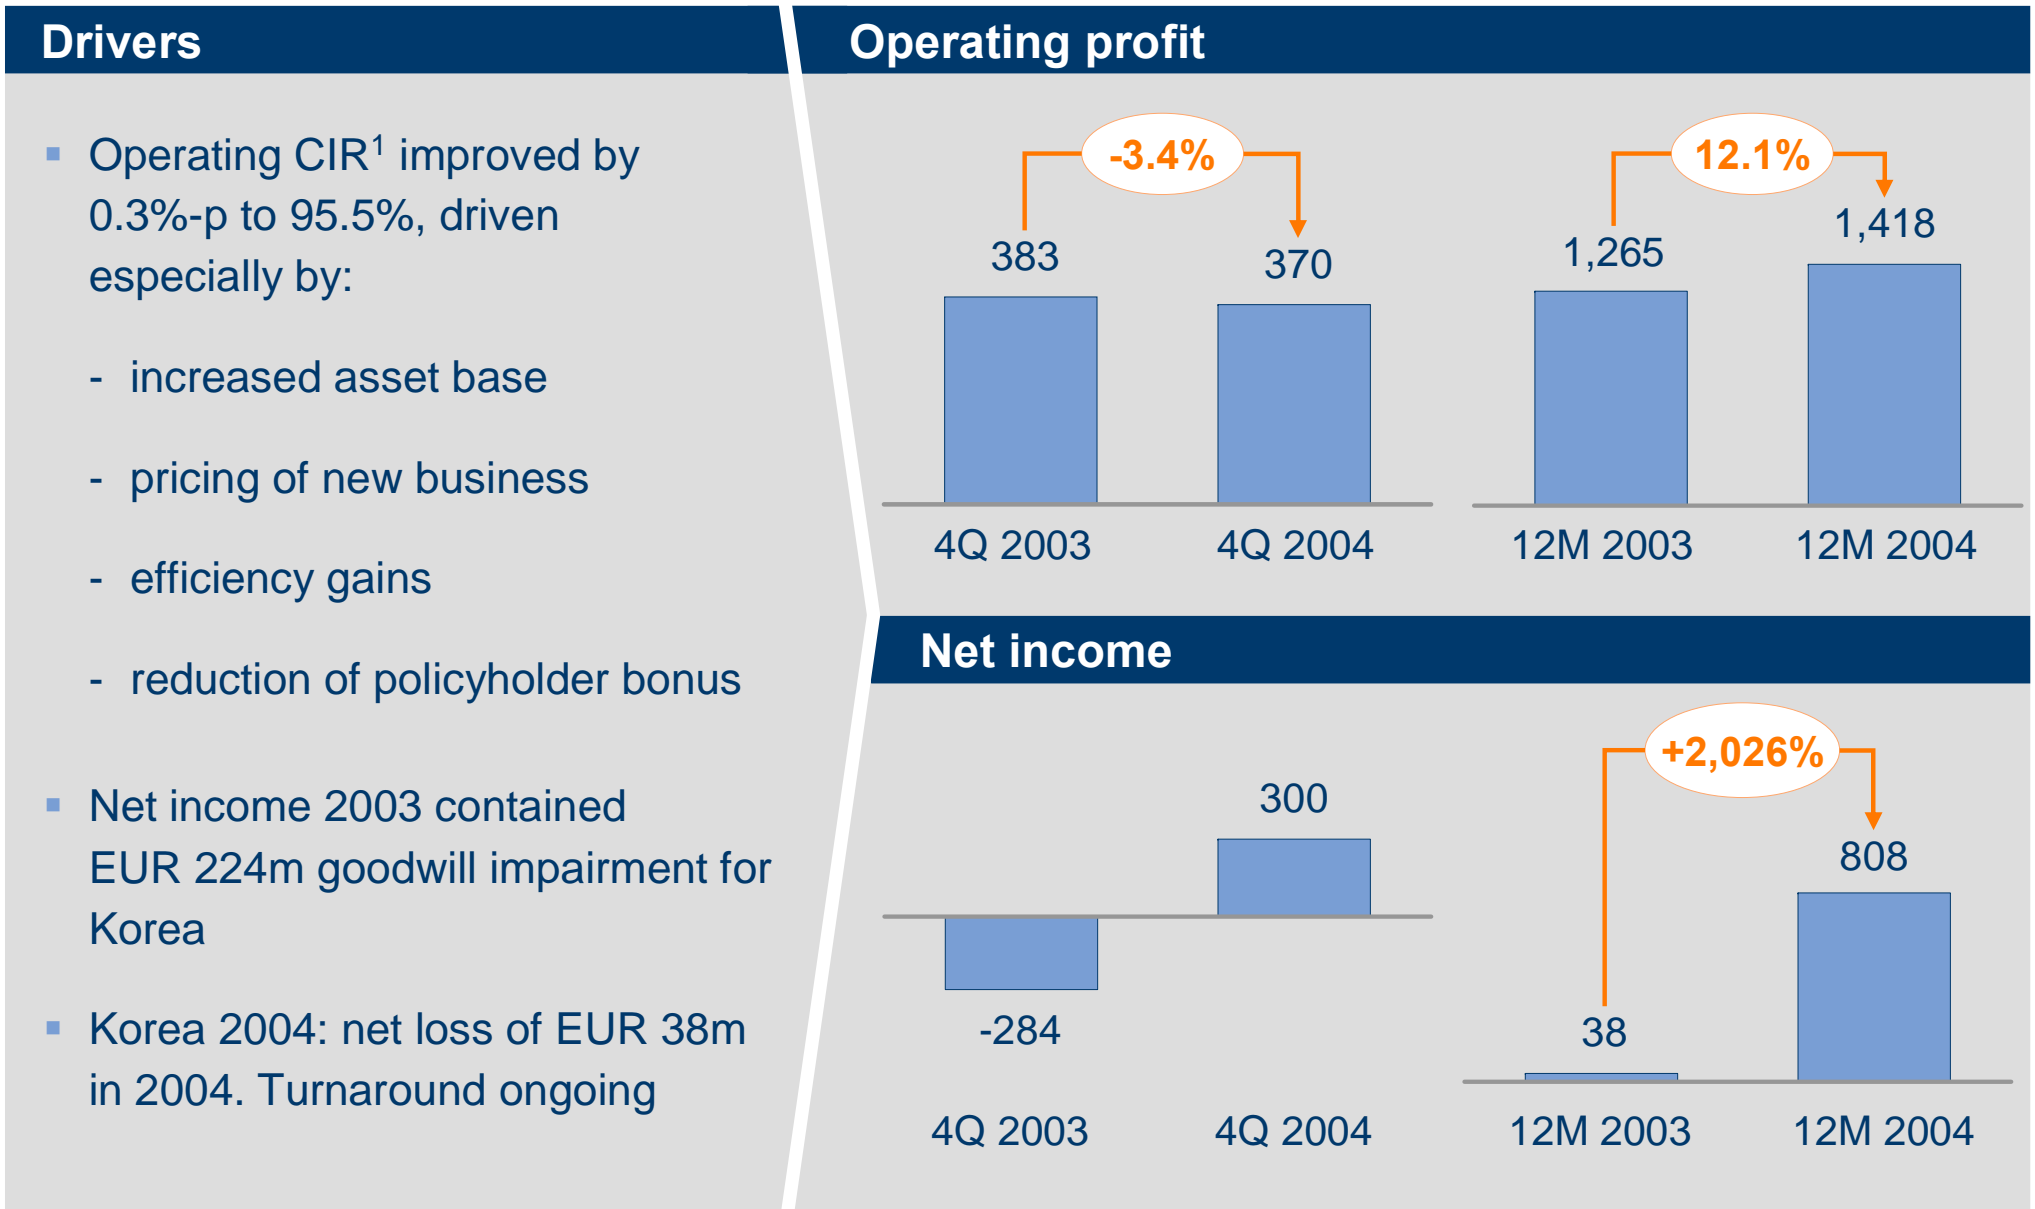 Drivers
Operating CIR1 improved by
0.3%-p to 95.5%, driven
especially by:
- increased asset base
- pricing of new business
- efficiency gains
- reduction of policyholder bonus
Net income 2003 contained
EUR 224m goodwill impairment for
Korea
Korea 2004: net loss of EUR 38m
in 2004. Turnaround ongoing
Operating profit
-3.4%
383
370
4Q 2003
4Q 2004
12.1%
1,265
1,418
12M 2003
12M 2004
Net income
300
-284
4Q 2003
4Q 2004
+2,026%
808
38
12M 2003
12M 2004